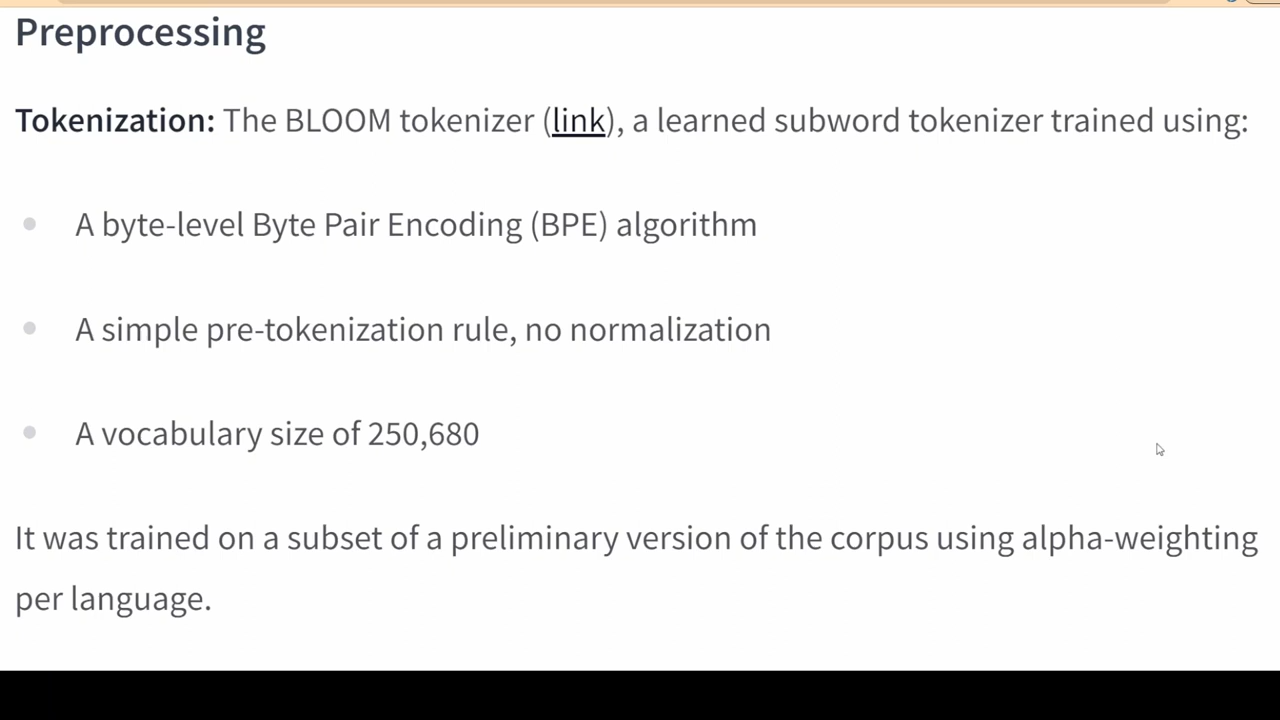 Preprocessing
Tokenization: The BLOOM tokenizer (link), a learned subword tokenizer trained using:
A byte-level Byte Pair Encoding (BPE) algorithm
A simple pre-tokenization rule, no normalization
A vocabulary size of 250,680
It was trained on a subset of a preliminary version of the corpus using alpha-weighting
per language.